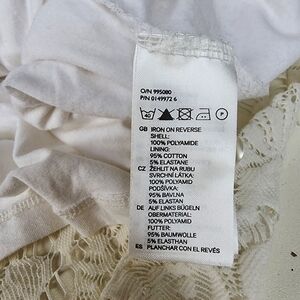 O/N 995080
P/N 0149972 6
40 P
GB IRON ON REVERSE
SHELL:
100% POLYAMIDE
LINING:
95% COTTON
5% ELASTANE
CZ ŽEHLIT NA RUBU
SVRCHNÍ LÁTKA:
100% POLYAMID
PODŠÍVKA:
95% BAVLNA
5% ELASTAN
DE AUF LINKS BÜGELN
OBERMATERIAL:
100% POLYAMID
FUTTER:
95% BAUMWOLLE
5% ELASTHAN
ES PLANCHAR CON EL REVÉS